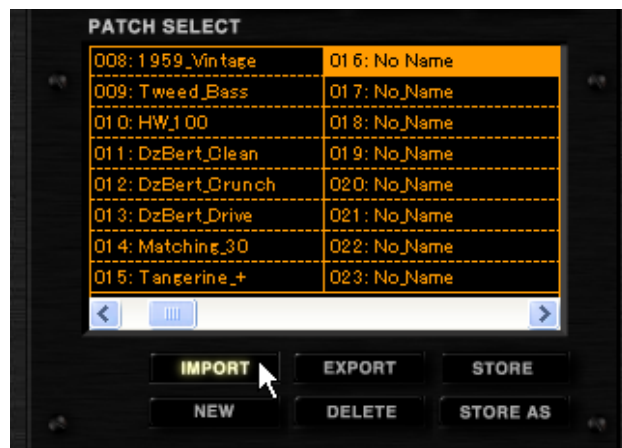 PATCH SELECT
008: 1959_Vintage 016: No Name
009: Tweed_Bass 017: No_Name
010: HW_100 018: No_Name
011: DzBert_Clean 019: No_Name
012: DzBert_Crunch 020: No_Name
013: DzBert_Drive 021: No_Name
014: Matching_30 022: No_Name
015: Tangerine_+ 023: No_Name
IMPORT EXPORT STORE
NEW DELETE STORE AS